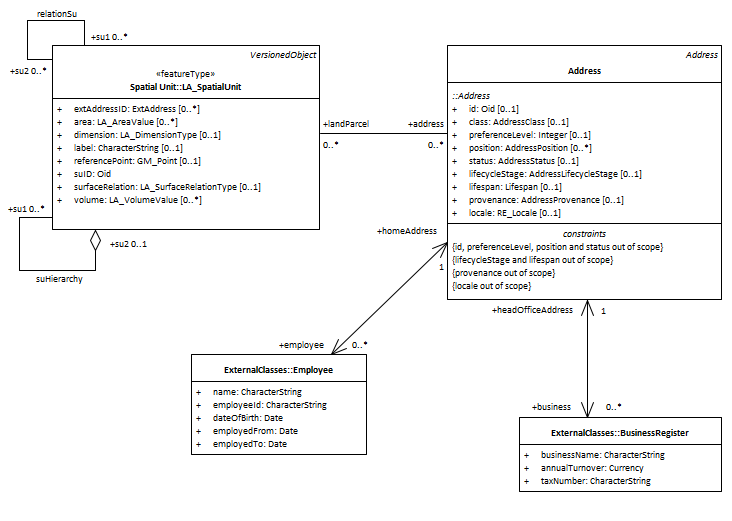 relationSu
+su1 0..*
+su2 0..*
VersionedObject
«featureType»
Spatial Unit::LA_SpatialUnit
+ extAddressID: ExtAddress [0..*]
+ area: LA_AreaValue [0..*]
+ dimension: LA_DimensionType [0..1]
+ label: CharacterString [0..1]
+ referencePoint: GM_Point [0..1]
+ suID: Oid
+ surfaceRelation: LA_SurfaceRelationType [0..1]
+ volume: LA_VolumeValue [0..*]
+su1 0..*
+su2 0..1
suHierarchy
+landParcel
+address
0..*
0..*
Address
Address
::Address
+ id: Oid [0..1]
+ class: AddressClass [0..1]
+ preferenceLevel: Integer [0..1]
+ position: AddressPosition [0..*]
+ status: AddressStatus [0..1]
+ lifecycleStage: AddressLifecycleStage [0..1]
+ lifespan: Lifespan [0..1]
+ provenance: AddressProvenance [0..1]
+ locale: RE_Locale [0..1]
constraints
{id, preferenceLevel, position and status out of scope}
{lifecycleStage and lifespan out of scope}
{provenance out of scope}
{locale out of scope}
+homeAddress
1
+employee
0..*
ExternalClasses::Employee
+ name: CharacterString
+ employeeId: CharacterString
+ dateOfBirth: Date
+ employedFrom: Date
+ employedTo: Date
+headOfficeAddress
1
+business
0..*
ExternalClasses::BusinessRegister
+ businessName: CharacterString
+ annualTurnover: Currency
+ taxNumber: CharacterString